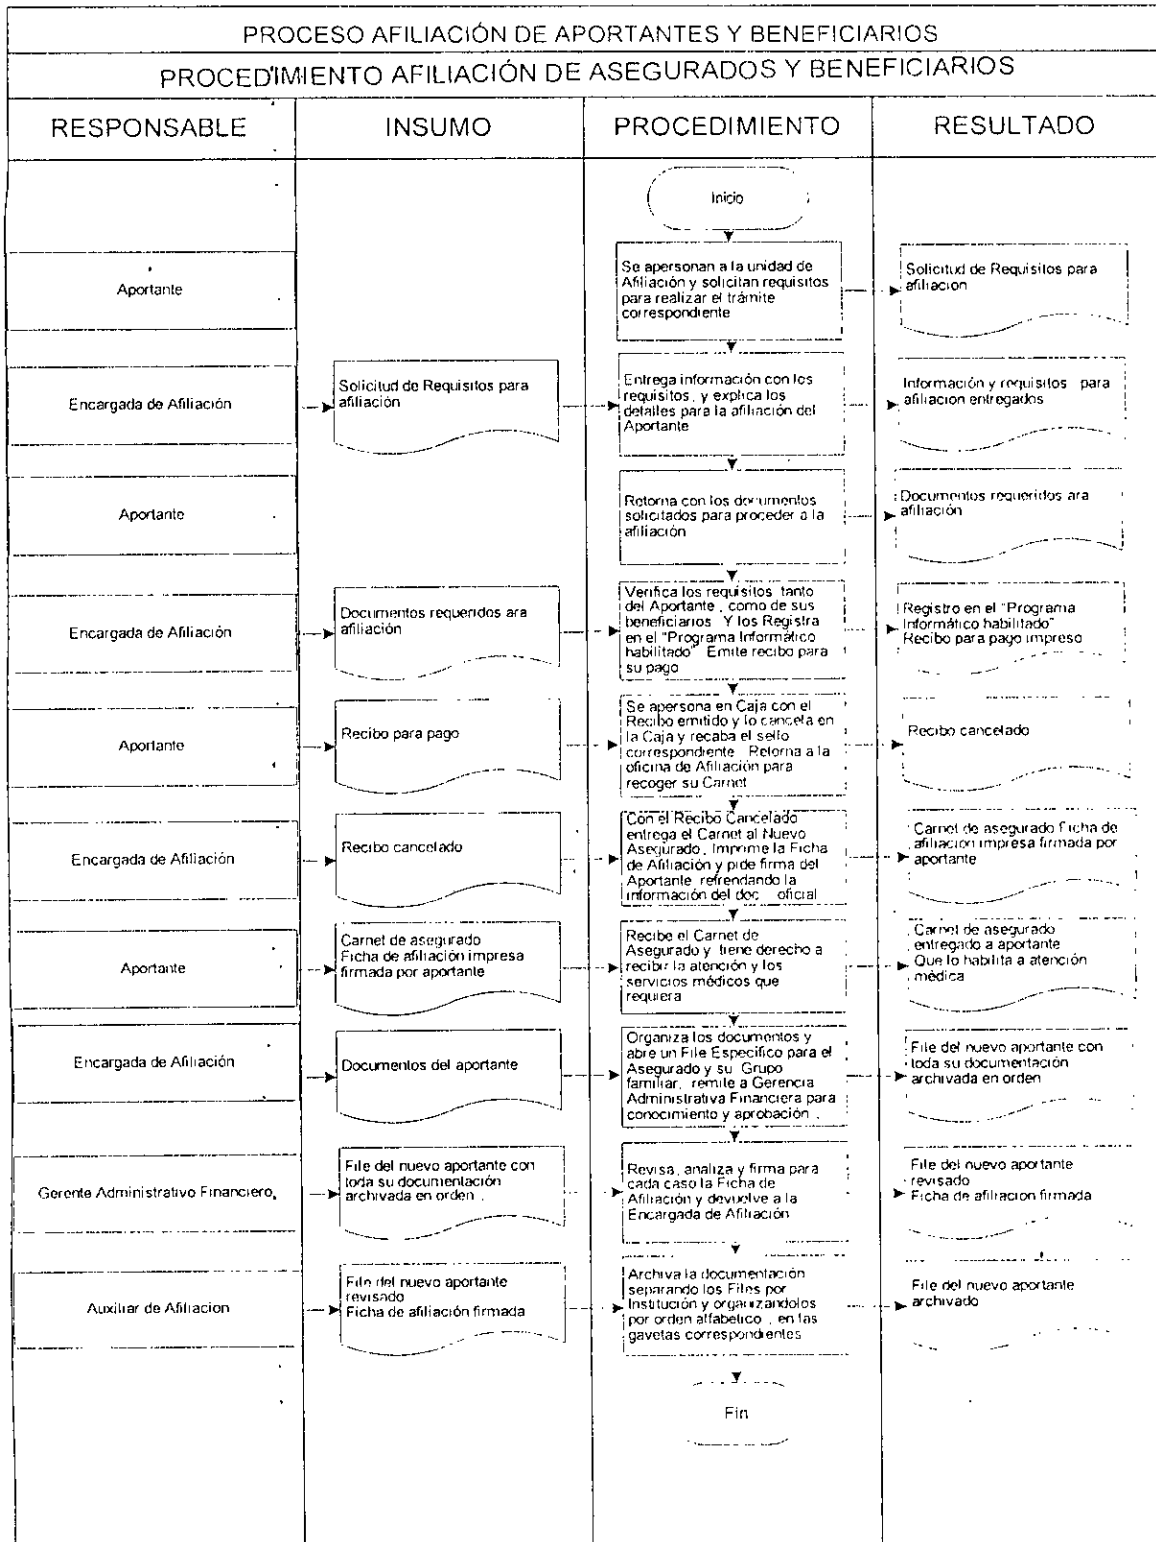 PROCESO AFILIACIÓN DE APORTANTES Y BENEFICIARIOS
PROCEDIMIENTO AFILIACIÓN DE ASEGURADOS Y BENEFICIARIOS
RESPONSABLE
INSUMO
PROCEDIMIENTO
RESULTADO
Inicio
Aportante
Se apersonan a la unidad de
Afiliación y solicitan requisitos
para realizar el trámite
correspondiente
Solicitud de Requisitos para
afiliacion
Encargada de Afiliación
Solicitud de Requisitos para
afiliación
Entrega información con los
requisitos, y explica los
detalles para la afiliación del
Aportante
Información y requisitos para
afiliacion entregados
Aportante
Retorna con los documentos
solicitados para proceder a la
afiliación
Documentos requeridos ara
afiliación
Encargada de Afiliación
Documentos requeridos ara
afiliación
Verifica los requisitos tanto
del Aportante, como de sus
beneficiarios Y los Registra
en el "Programa Informático
habilitado" Emite recibo para
su pago
Registro en el "Programa
Informático habilitado"
Recibo para pago impreso
Aportante
Recibo para pago
Se apersona en Caja con el
Recibo emitido y lo cancela en
la Caja y recaba el sello
correspondiente Retorna a la
oficina de Afiliación para
recoger su Carnet
Recibo cancelado
Encargada de Afiliación
Recibo cancelado
Con el Recibo Cancelado
entrega el Carnet al Nuevo
Asegurado, Imprime la Ficha
de Afiliación y pide firma del
Aportante refrendando la
información del doc oficial
Carnet de asegurado Ficha de
afiliación impresa firmada por
aportante
Aportante
Carnet de asegurado
Ficha de afiliación impresa
firmada por aportante
Recibe el Carnet de
Asegurado y tiene derecho a
recibir la atención y los
servicios médicos que
requiera
Carnet de asegurado
entregado a aportante
Que lo habilita a atención
médica
Encargada de Afiliación
Documentos del aportante
Organiza los documentos y
abre un File Especifico para el
Asegurado y su Grupo
familiar, remite a Gerencia
Administrativa Financiera para
conocimiento y aprobación .
File del nuevo aportante con
toda su documentación
archivada en orden
Gerente Administrativo Financiero,
File del nuevo aportante con
toda su documentación
archivada en orden .
Revisa, analiza y firma para
cada caso la Ficha de
Afiliación y devuelve a la
Encargada de Afiliación
File del nuevo aportante
revisado
Ficha de afiliacion firmada
Auxiliar de Afiliacion
File del nuevo aportante
revisado
Ficha de afiliación firmada
Archiva la documentación
separando los Files por
Institución y organizándolos
por orden alfabetico, en las
gavetas correspondientes
File del nuevo aportante
archivado
Fin